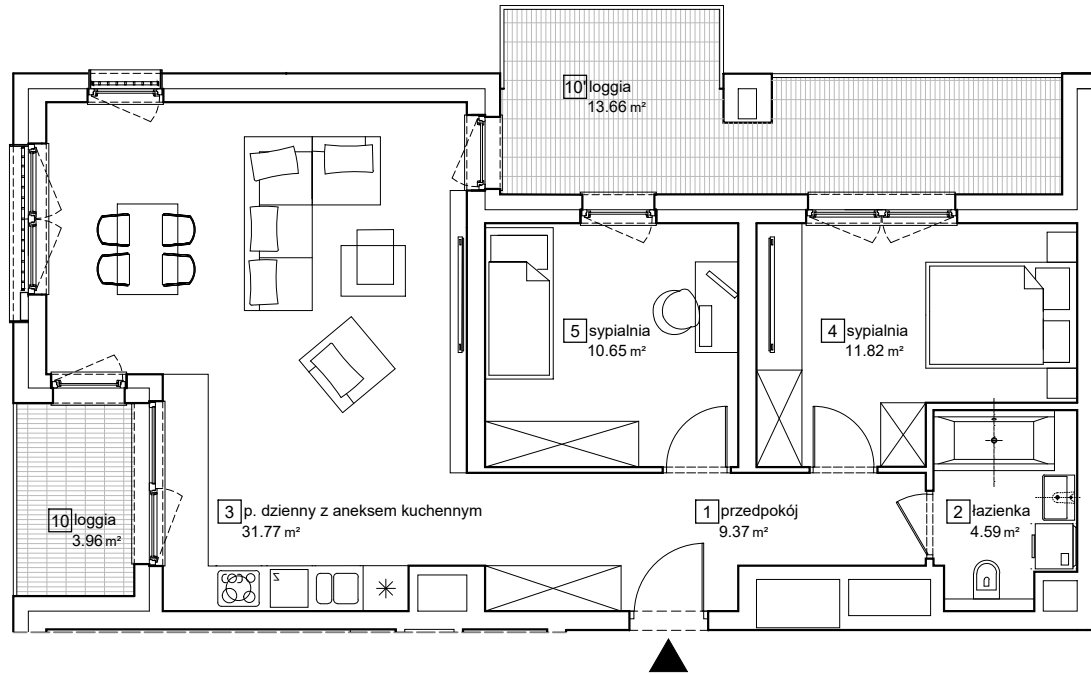 10' loggia
13.66 m²
5 sypialnia
10.65 m²
4 sypialnia
11.82 m²
10 loggia
3.96 m²
3 p. dzienny z aneksem kuchennym
31.77 m²
1 przedpokój
9.37 m²
2 łazienka
4.59 m²
Z